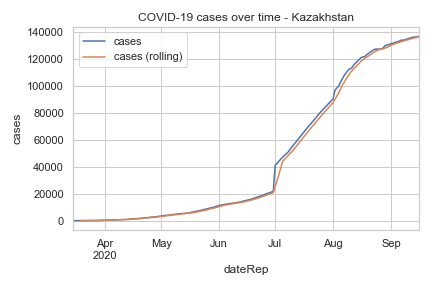 COVID-19 cases over time - Kazakhstan
cases
cases (rolling)
140000
120000
100000
80000
60000
40000
20000
0
cases
Apr
2020
May
Jun
Jul
Aug
Sep
dateRep